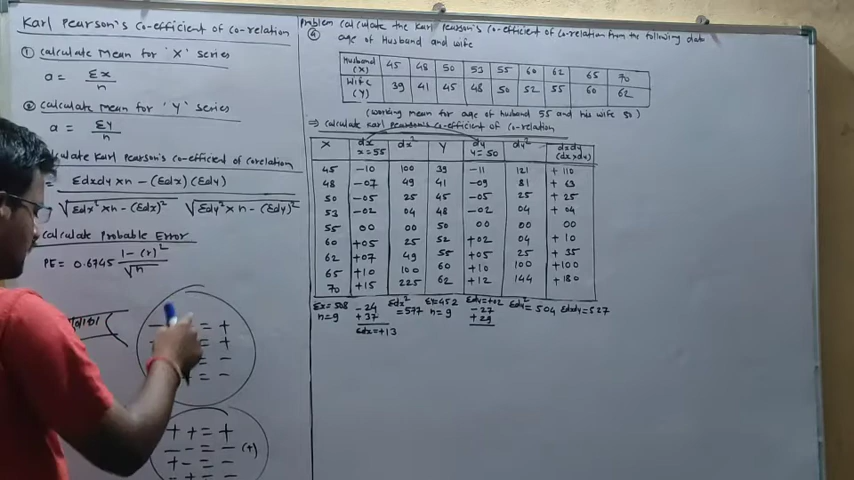 Karl Pearson's Co-efficient of Co-relation
① calculate Mean for 'X' series
a = Σx
n
② calculate mean for 'Y' series
a = Σy
n
culate Karl Pearson's co-efficient of corelation
= Σdxdy xn - (Σdx) (Σdy)
√Σdx² xn - (Σdx)² √Σdy² xn - (Σdy)²
calculate Probable Error
PE = 0.6745 1 - (r)²
√n
= +
= +
= -
= -
+ + = +
- - = - (+)
+ - = -
- + = -
Problem calculate the Karl Pearson's co-efficient of co-relation from the following data
④ age of Husband and wife
Husband (X) 45 48 50 53 55 60 62 65 70
Wife (Y) 39 41 45 48 50 52 55 60 62
(working mean for age of husband 55 and his wife 50)
⇒ calculate Karl Pearson's co-efficient of co-relation
X dx x=55 dx² Y dy y=50 dy² dxdy (dx x dy)
45 -10 100 39 -11 121 +110
48 -07 49 41 -09 81 +63
50 -05 25 45 -05 25 +25
53 -02 04 48 -02 04 +04
55 00 00 50 00 00 00
60 +05 25 52 +02 04 +10
62 +07 49 55 +05 25 +35
65 +10 100 60 +10 100 +100
70 +15 225 62 +12 144 +180
Σx=508 -24 Σdx² Σy=452 Σdy=+02 Σdy² = 504 Σdxdy=527
n=9 +37 =577 n=9 -27
Σdx=+13 +29